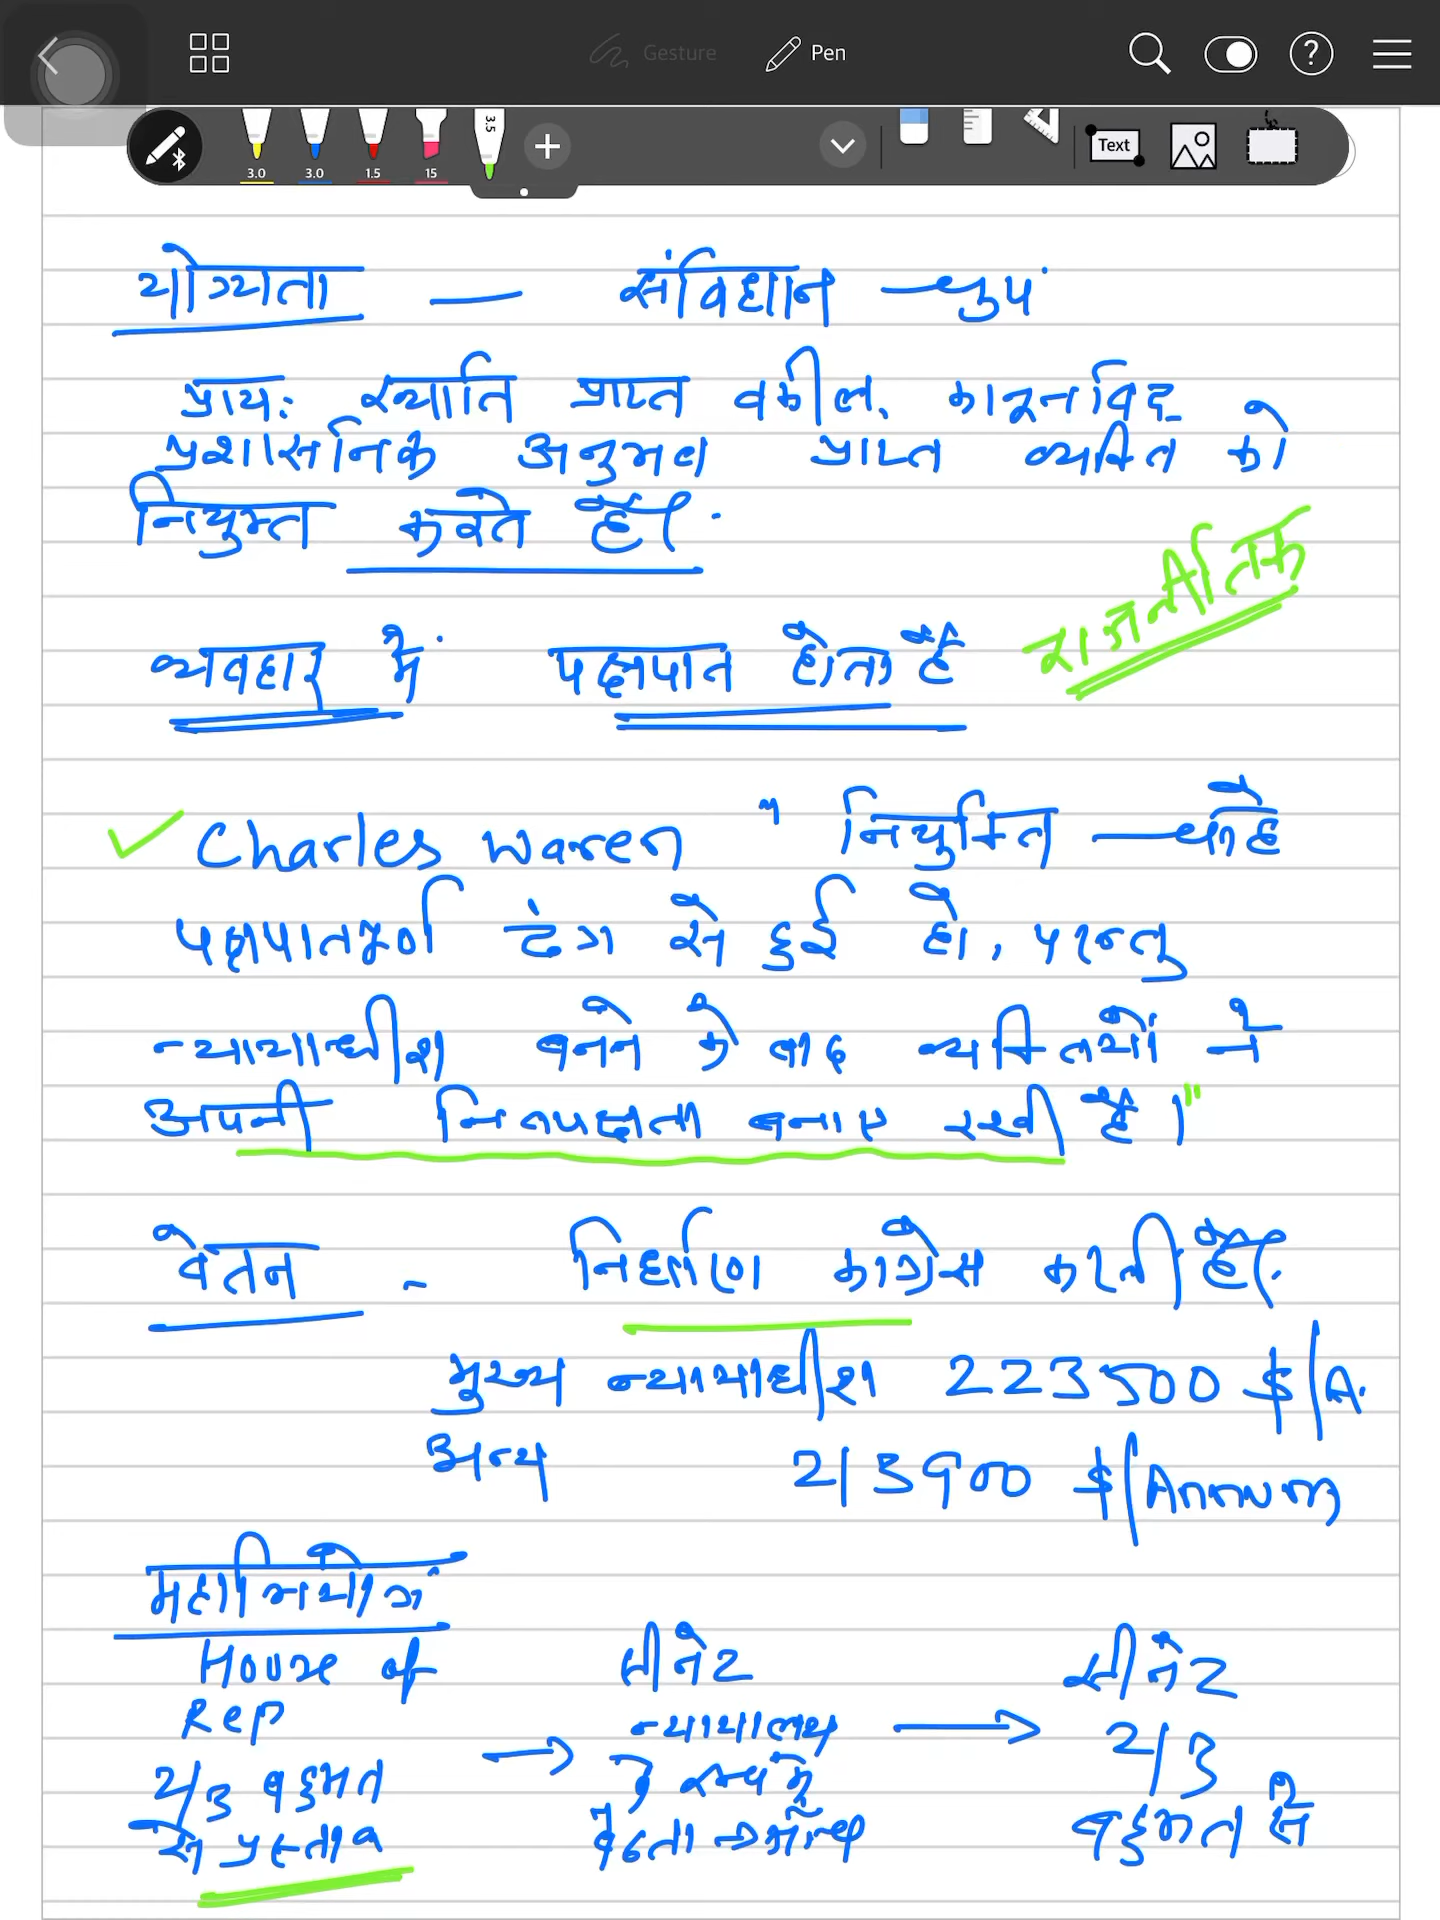 Gesture Pen
3.0 3.0 1.5 15 3.5 Text
योग्यता — संविधान — चुप
प्रायः ख्याति प्राप्त वकील, कानूनविद
प्रशासनिक अनुभव प्राप्त व्यक्ति को
नियुक्त करते हैं।
राजनीतिक
व्यवहार में पक्षपात होता है
Charles Waren " नियुक्ति — चाहे
पक्षपातपूर्ण ढंग से हुई हो, परन्तु
न्यायाधीश बनने के बाद व्यक्तियों ने
अपनी निष्पक्षता बनाए रखी है।"
वेतन - निर्धारण कांग्रेस करती है।
मुख्य न्यायाधीश 223500 $/A.
अन्य 213900 $/Annum
महाभियोग
House of Rep 2/3 बहुमत से प्रस्ताव → सीनेट न्यायालय के रूप में बैठता → जाँच → सीनेट 2/3 बहुमत से